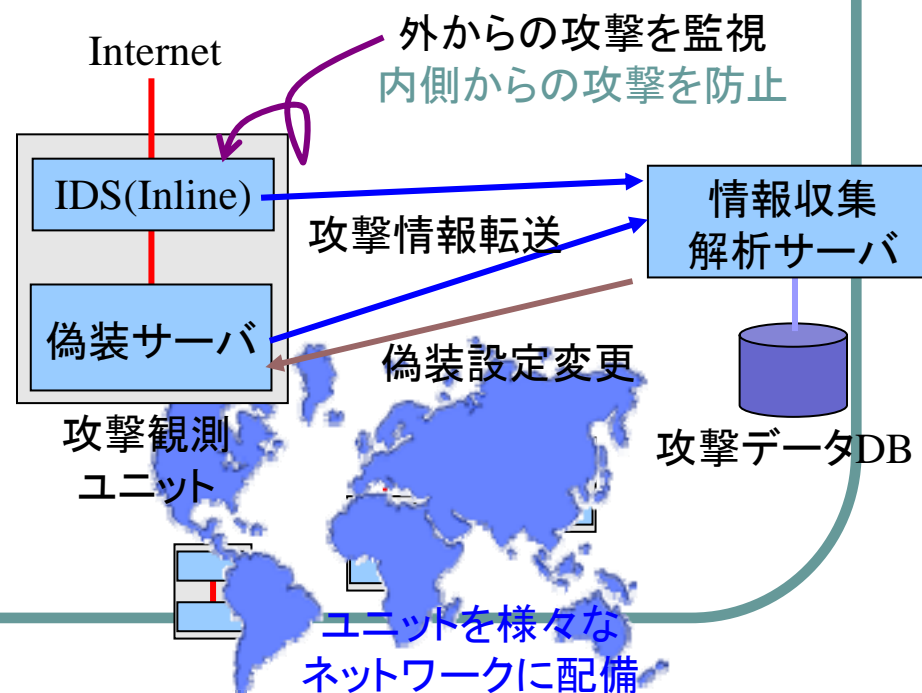 Internet
外からの攻撃を監視
内側からの攻撃を防止
IDS(Inline)
攻撃情報転送
情報収集
解析サーバ
偽装サーバ
偽装設定変更
攻撃観測
ユニット
攻撃データDB
ユニットを様々な
ネットワークに配備